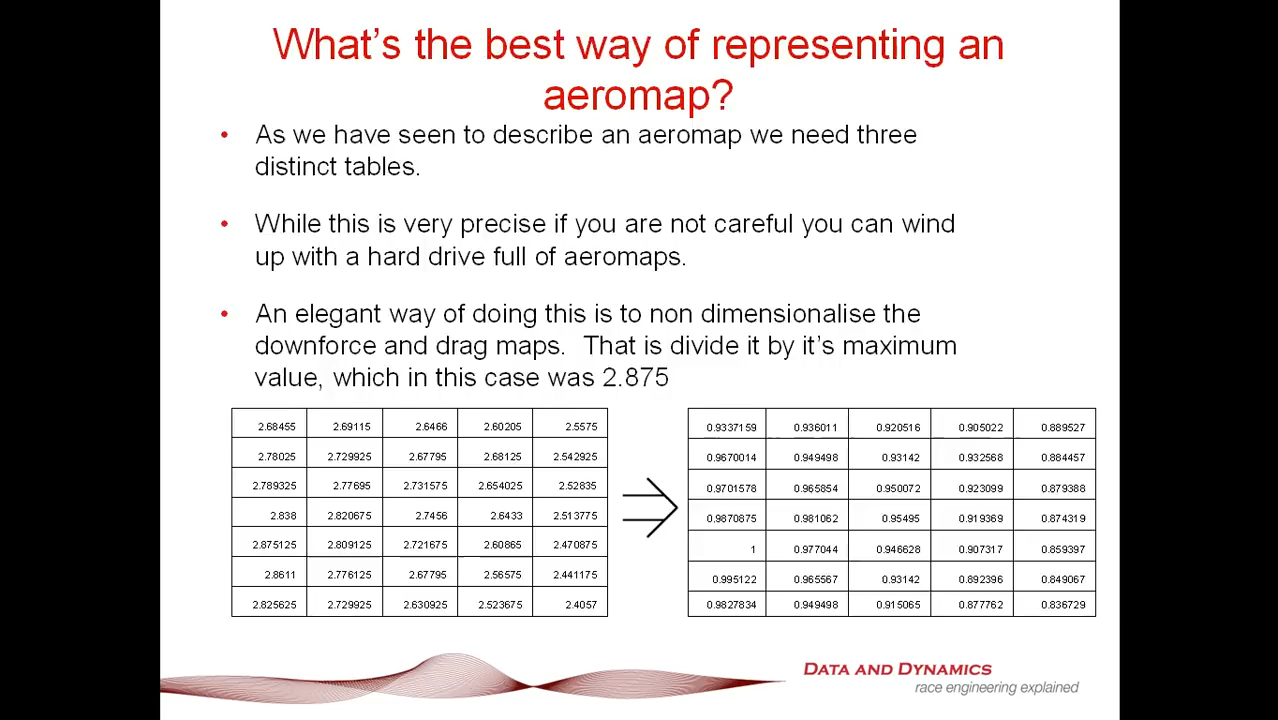 What's the best way of representing an
aeromap?
• As we have seen to describe an aeromap we need three
distinct tables.
• While this is very precise if you are not careful you can wind
up with a hard drive full of aeromaps.
• An elegant way of doing this is to non dimensionalise the
downforce and drag maps.  That is divide it by it's maximum
value, which in this case was 2.875
2.68455 2.69115 2.6466 2.60205 2.5575
2.78025 2.729925 2.67795 2.68125 2.542925
2.789325 2.77695 2.731575 2.654025 2.52835
2.838 2.820675 2.7456 2.6433 2.513775
2.875125 2.809125 2.721675 2.60865 2.470875
2.8611 2.776125 2.67795 2.56575 2.441175
2.825625 2.729925 2.630925 2.523675 2.4057
0.9337159 0.936011 0.920516 0.905022 0.889527
0.9670014 0.949498 0.93142 0.932568 0.884457
0.9701578 0.965854 0.950072 0.923099 0.879388
0.9870875 0.981062 0.95495 0.919369 0.874319
1 0.977044 0.946628 0.907317 0.859397
0.995122 0.965567 0.93142 0.892396 0.849067
0.9827834 0.949498 0.915065 0.877762 0.836729
DATA AND DYNAMICS
race engineering explained